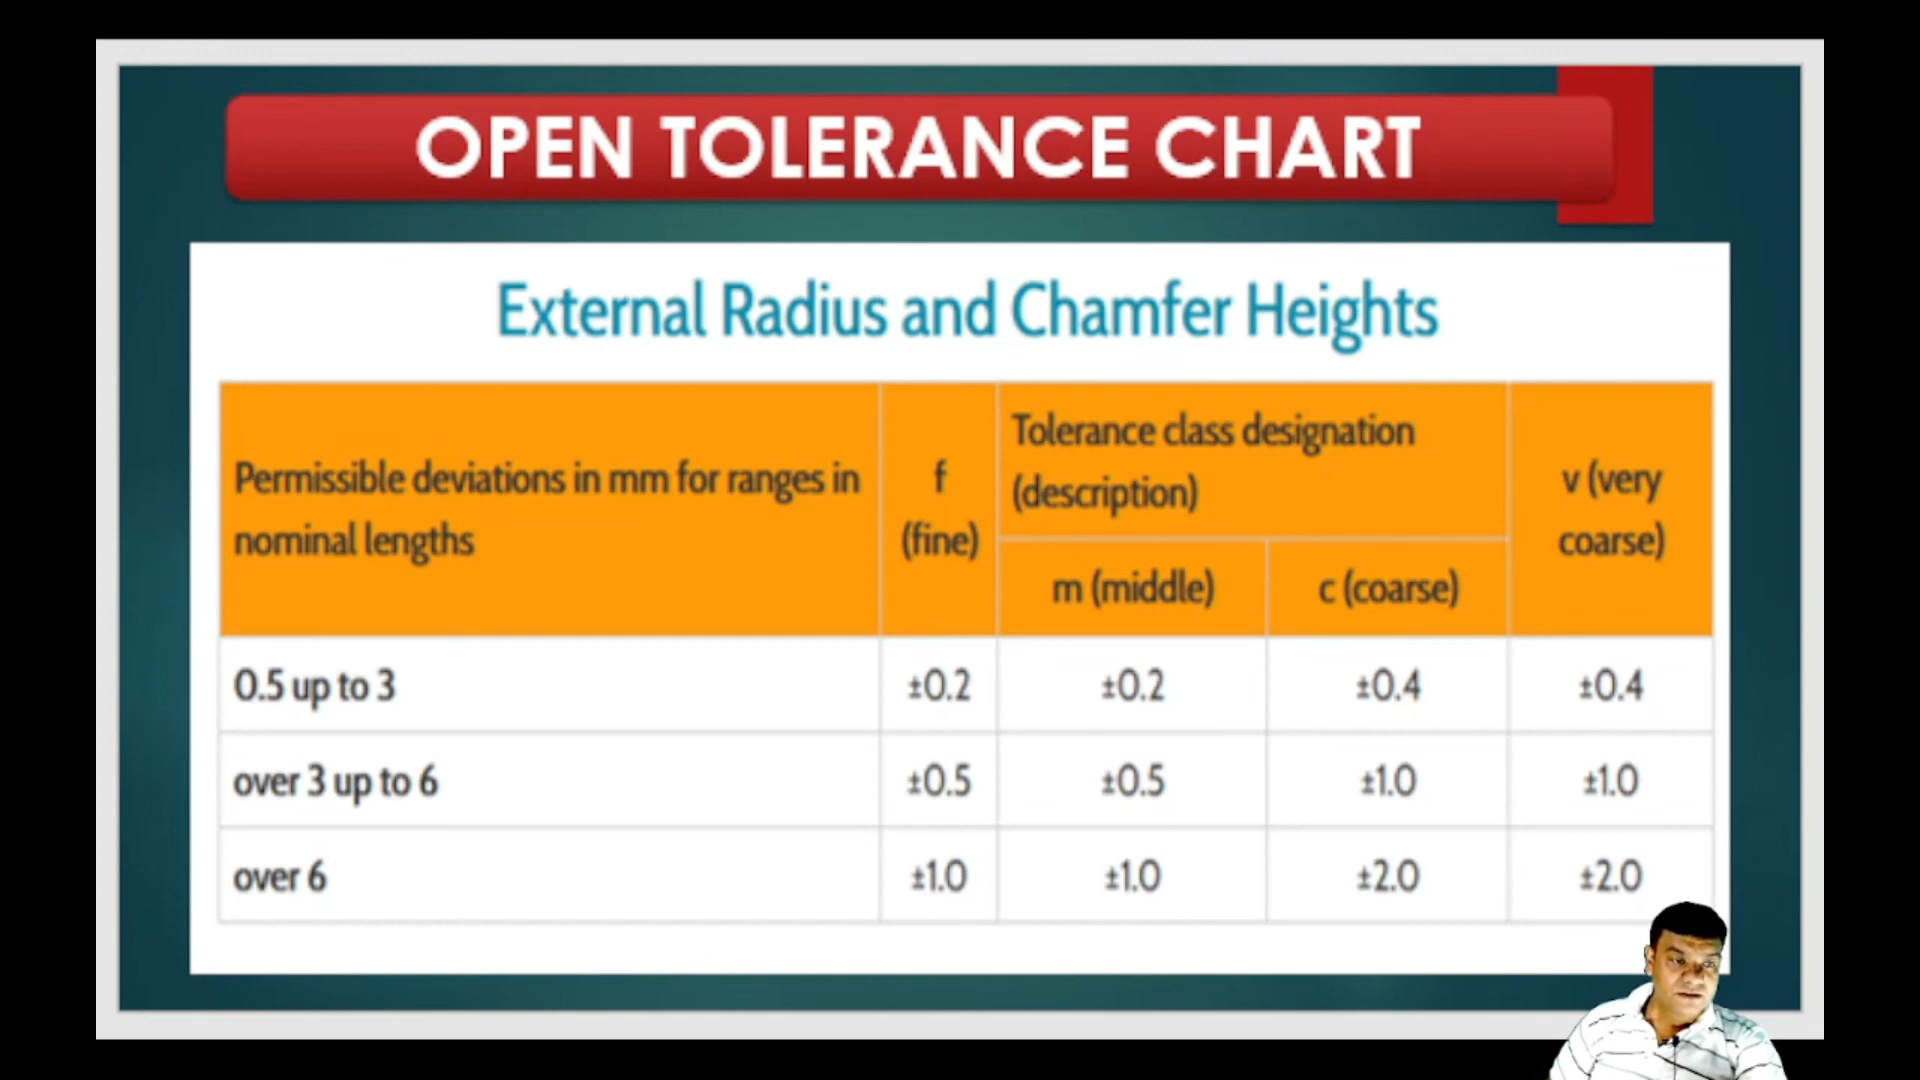 OPEN TOLERANCE CHART
External Radius and Chamfer Heights
Permissible deviations in mm for ranges in
nominal lengths
f
(fine)
Tolerance class designation
(description)
m (middle)
c (coarse)
v (very
coarse)
0.5 up to 3
±0.2
±0.2
±0.4
±0.4
over 3 up to 6
±0.5
±0.5
±1.0
±1.0
over 6
±1.0
±1.0
±2.0
±2.0